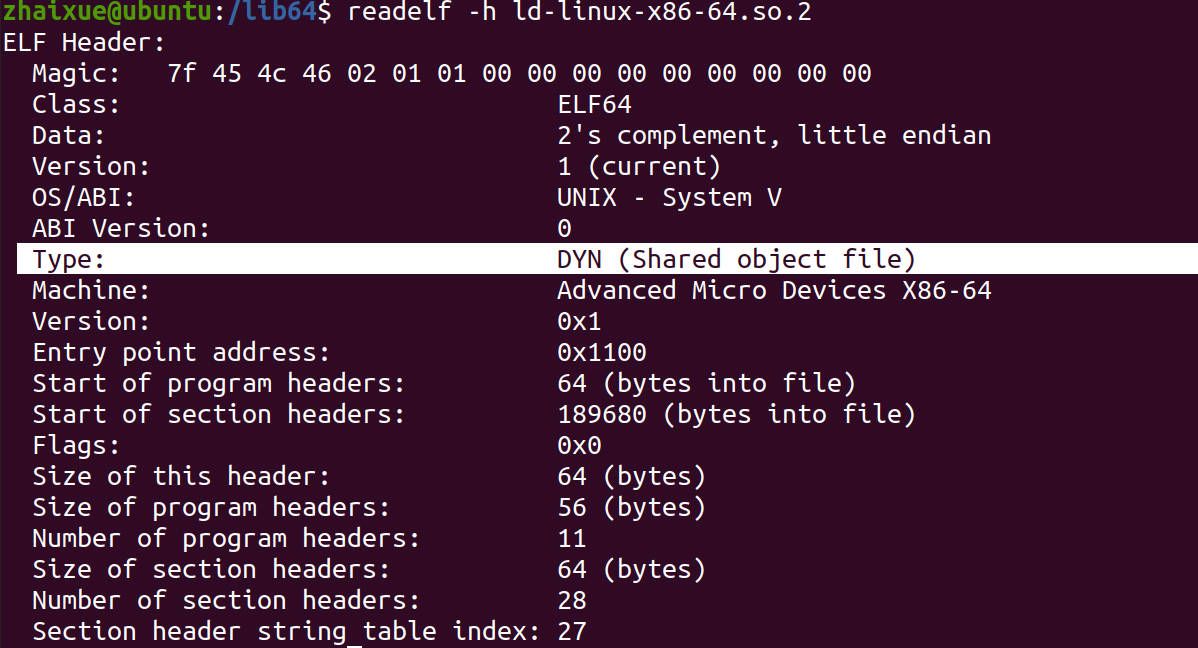 zhaixue@ubuntu:/lib64$ readelf -h ld-linux-x86-64.so.2
ELF Header:
  Magic:   7f 45 4c 46 02 01 01 00 00 00 00 00 00 00 00 00
  Class:                             ELF64
  Data:                              2's complement, little endian
  Version:                           1 (current)
  OS/ABI:                            UNIX - System V
  ABI Version:                       0
  Type:                              DYN (Shared object file)
  Machine:                           Advanced Micro Devices X86-64
  Version:                           0x1
  Entry point address:               0x1100
  Start of program headers:          64 (bytes into file)
  Start of section headers:          189680 (bytes into file)
  Flags:                             0x0
  Size of this header:               64 (bytes)
  Size of program headers:           56 (bytes)
  Number of program headers:         11
  Size of section headers:           64 (bytes)
  Number of section headers:         28
  Section header string table index: 27